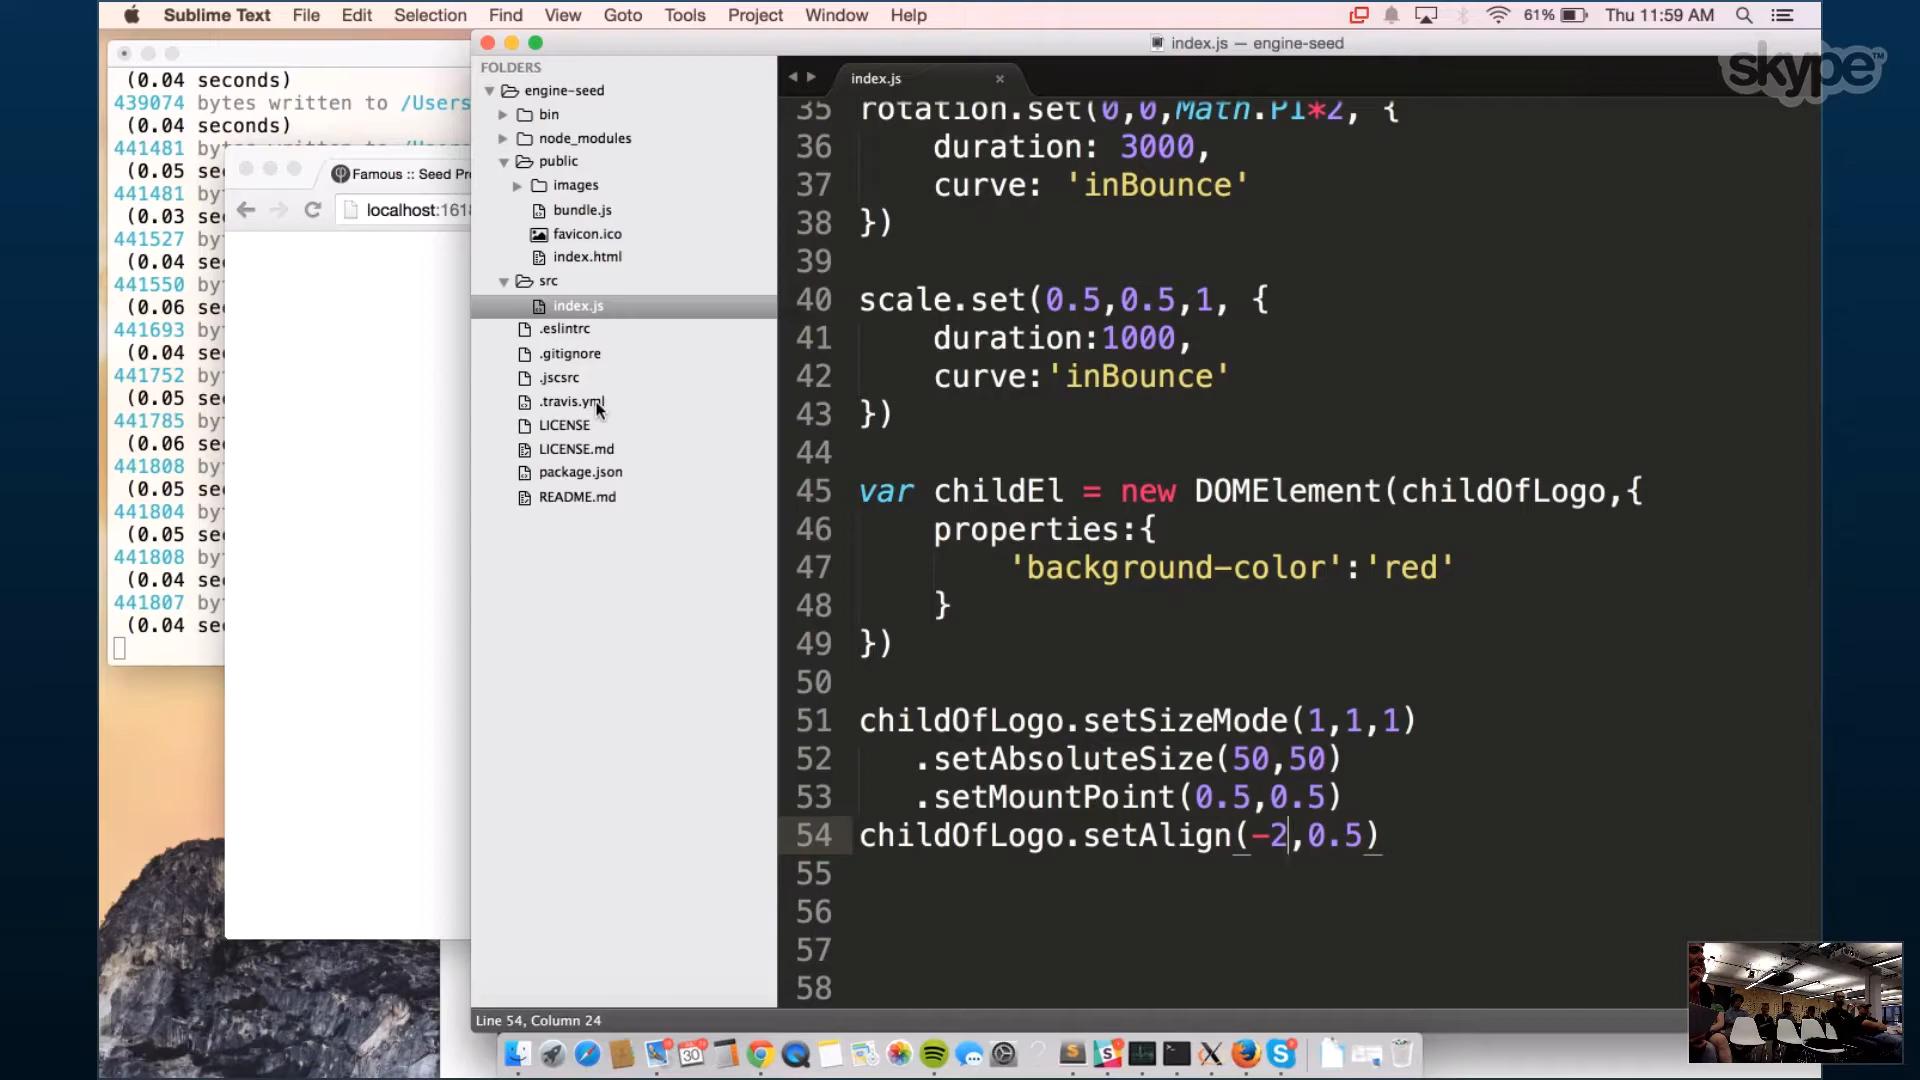 Sublime Text File Edit Selection Find View Goto Tools Project Window Help
61% Thu 11:59 AM
skype™
index.js — engine-seed
(0.04 seconds)
439074 bytes written to /Users
(0.04 seconds)
441481
441481 by
(0.05 se
441481 by
(0.03 se
441527 by
(0.04 se
441550 by
(0.06 se
441693 by
(0.04 se
441752 by
(0.05 se
441785 by
(0.06 se
441808 by
(0.05 se
441804 by
(0.05 se
441808 by
(0.04 se
441807 by
(0.04 se
Famous :: Seed Pr
localhost:1618
FOLDERS
engine-seed
bin
node_modules
public
images
bundle.js
favicon.ico
index.html
src
index.js
.eslintrc
.gitignore
.jscsrc
.travis.yml
LICENSE
LICENSE.md
package.json
README.md
index.js
35 rotation.set(0,0,Math.PI*2, {
36 duration: 3000,
37 curve: 'inBounce'
38 })
39
40 scale.set(0.5,0.5,1, {
41 duration:1000,
42 curve:'inBounce'
43 })
44
45 var childEl = new DOMElement(childOfLogo,{
46 properties:{
47 'background-color':'red'
48 }
49 })
50
51 childOfLogo.setSizeMode(1,1,1)
52 .setAbsoluteSize(50,50)
53 .setMountPoint(0.5,0.5)
54 childOfLogo.setAlign(-2,0.5)
55
56
57
58
Line 54, Column 24
30